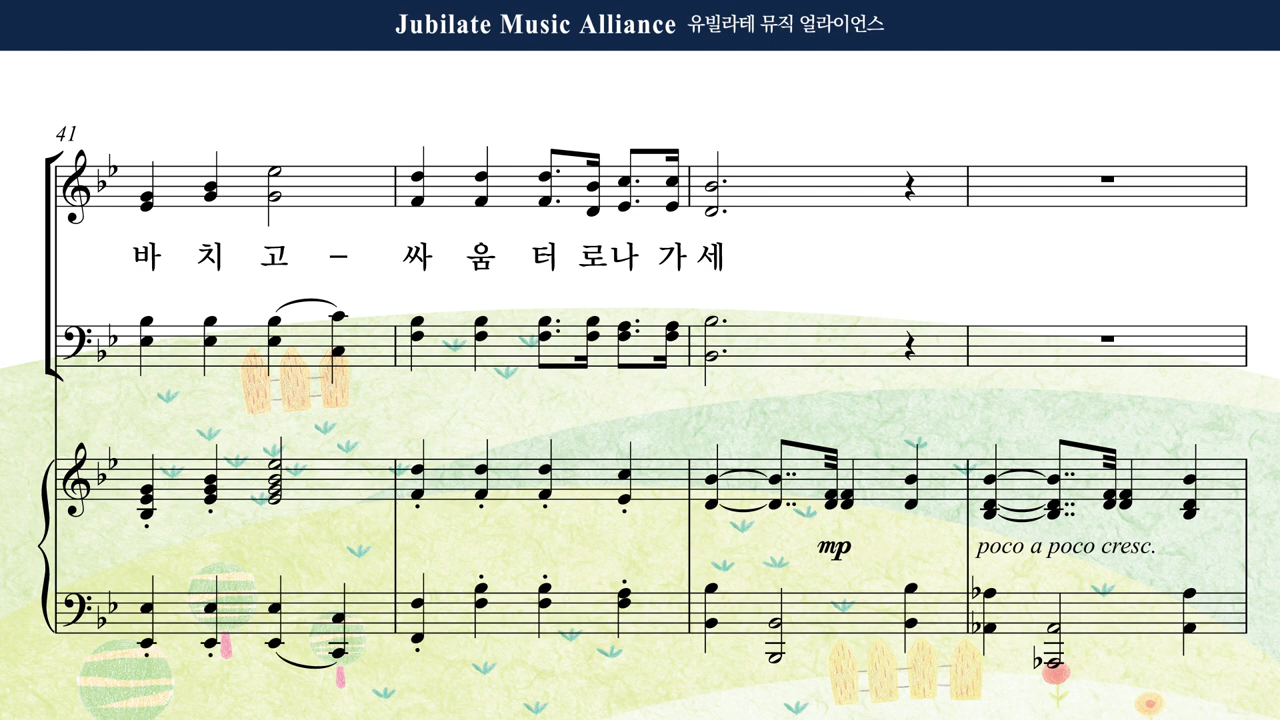 Jubilate Music Alliance 유빌라테 뮤직 얼라이언스
41
바 치 고 – 싸 움 터 로 나 가 세
mp poco a poco cresc.